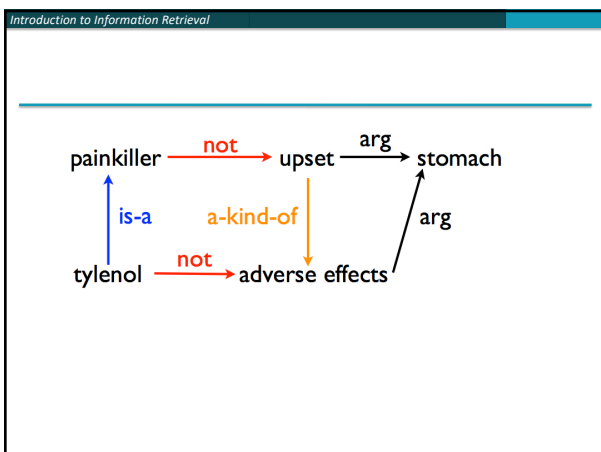 Introduction to Information Retrieval
painkiller not upset arg stomach
is-a a-kind-of arg
tylenol not adverse effects